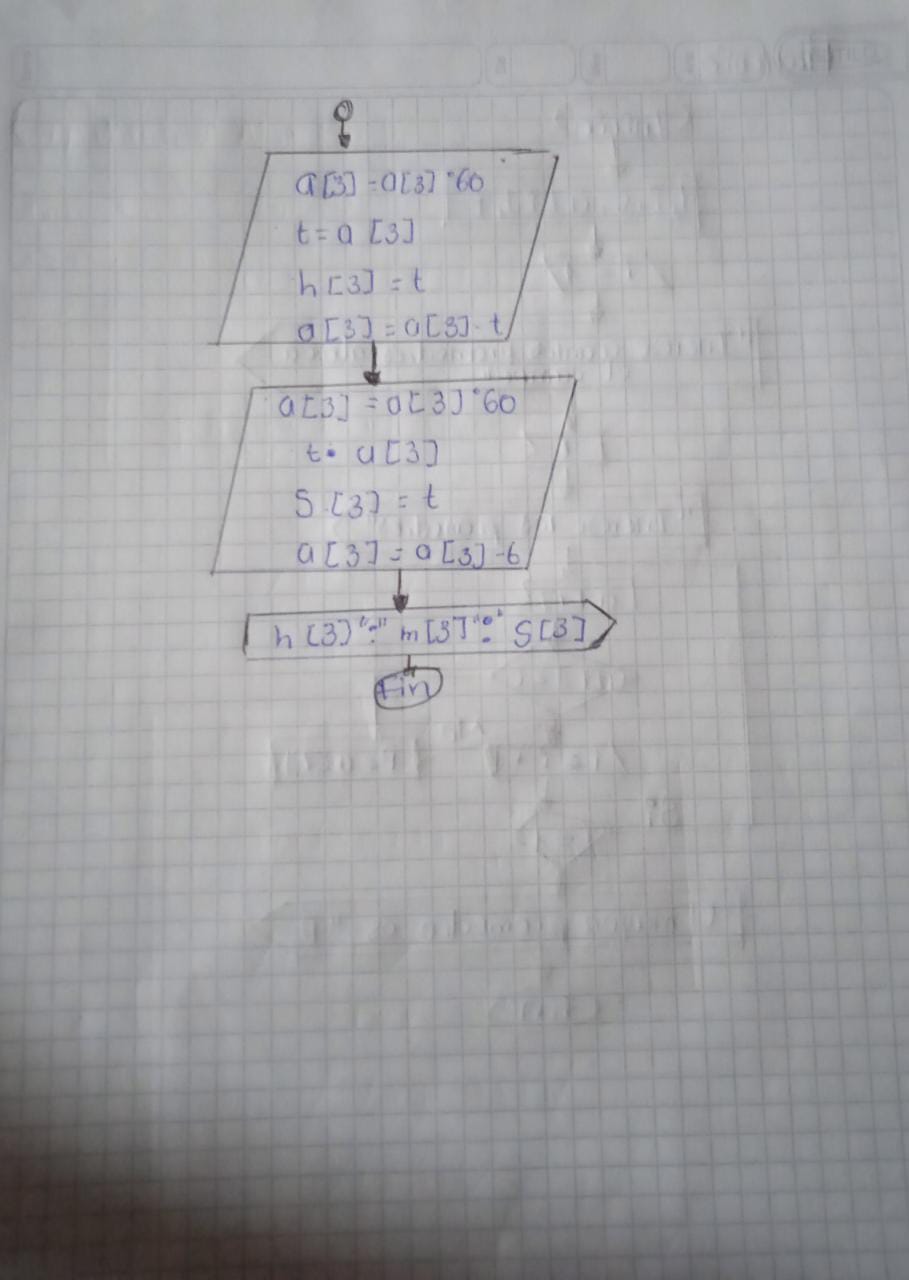 a[3] = a[3] * 60
t = a [3]
h [3] = t
a [3] = a[3] - t
a[3] = a[3] * 60
t = a [3]
S [3] = t
a [3] = a [3] - 6
h [3] ":" m[3] ":" S[3]
Fin